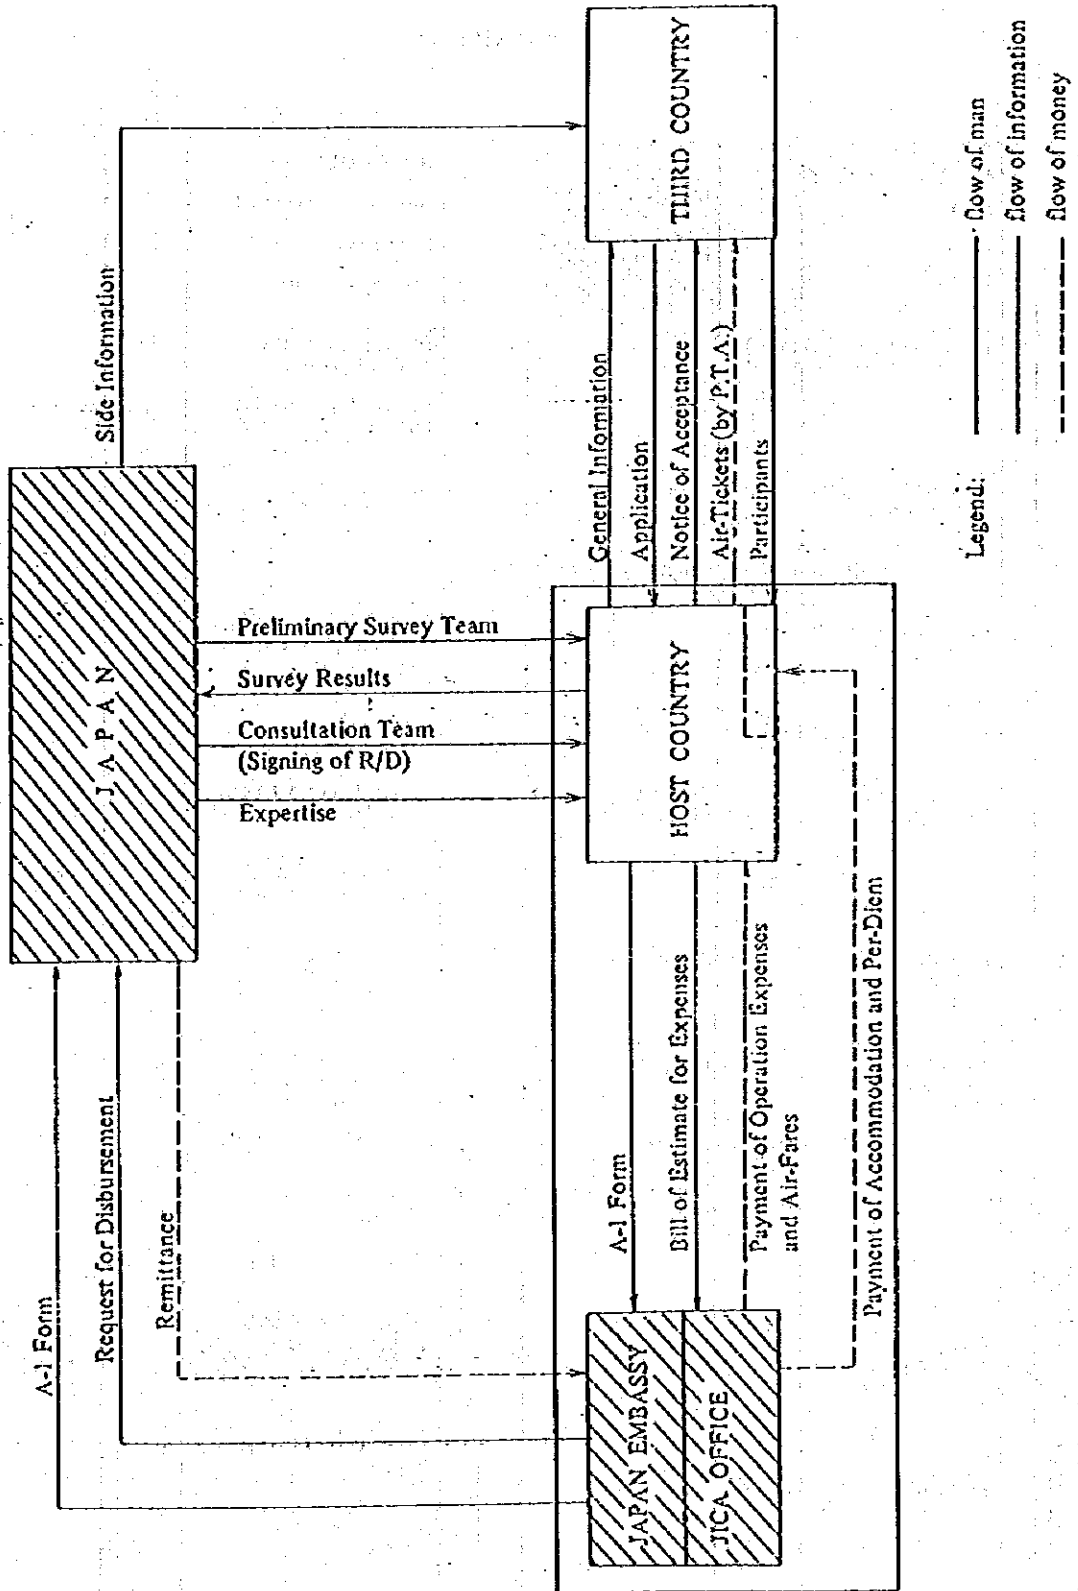 A-1 Form
Request for Disbursement
Remittance
JAPAN
Side Information
Preliminary Survey Team
Survey Results
Consultation Team
(Signing of R/D)
Expertise
JAPAN EMBASSY
JICA OFFICE
A-1 Form
Bill of Estimate for Expenses
Payment of Operation Expenses
and Air-Fares
HOST COUNTRY
General Information
Application
Notice of Acceptance
Air-Tickets (by P.T.A.)
Participants
THIRD COUNTRY
Payment of Accommodation and Per-Diem
Legend:
flow of man
flow of information
flow of money